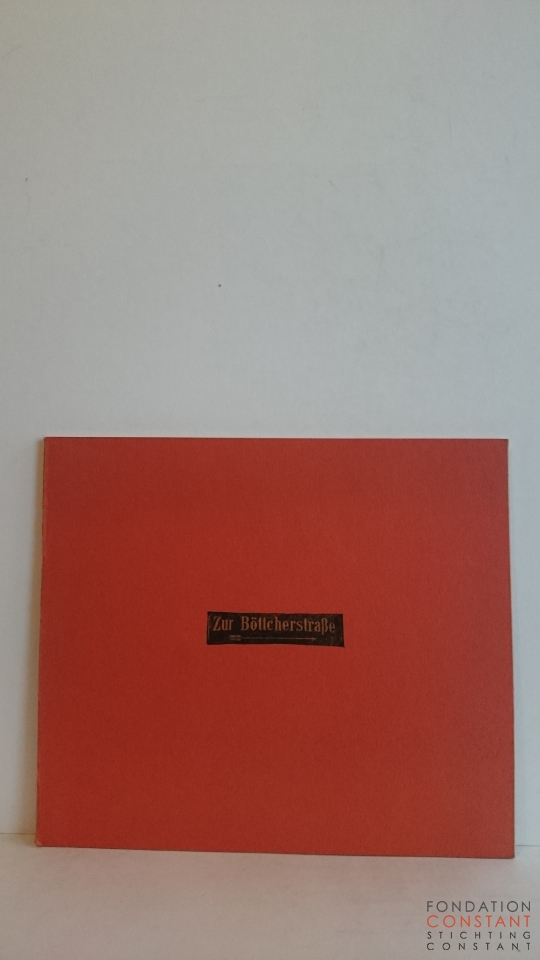 Zur Böttcherstraße
FONDATION
CONSTANT
STICHTING
CONSTANT